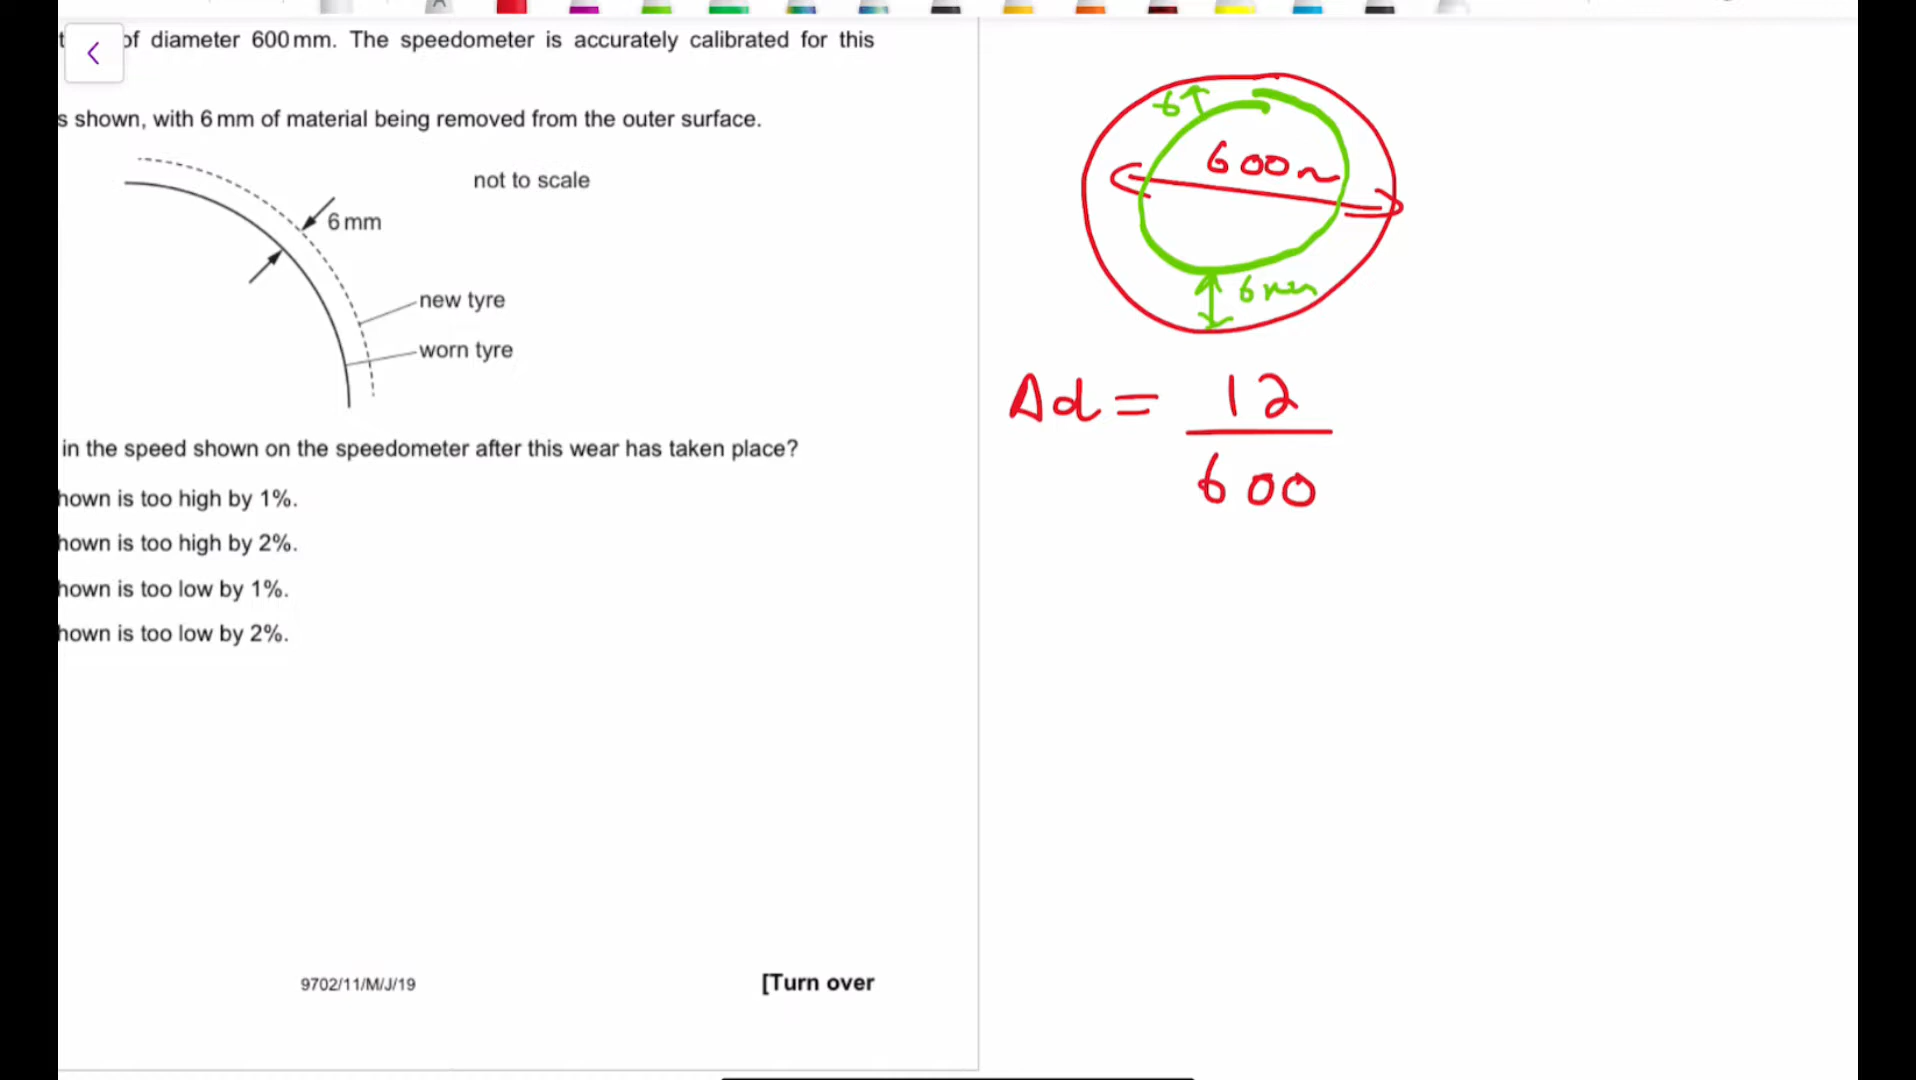 of diameter 600 mm. The speedometer is accurately calibrated for this
s shown, with 6 mm of material being removed from the outer surface.
not to scale
6 mm
new tyre
worn tyre
in the speed shown on the speedometer after this wear has taken place?
hown is too high by 1%.
hown is too high by 2%.
hown is too low by 1%.
hown is too low by 2%.
9702/11/M/J/19
[Turn over
6
600m
6 mm
Δd = 12
600